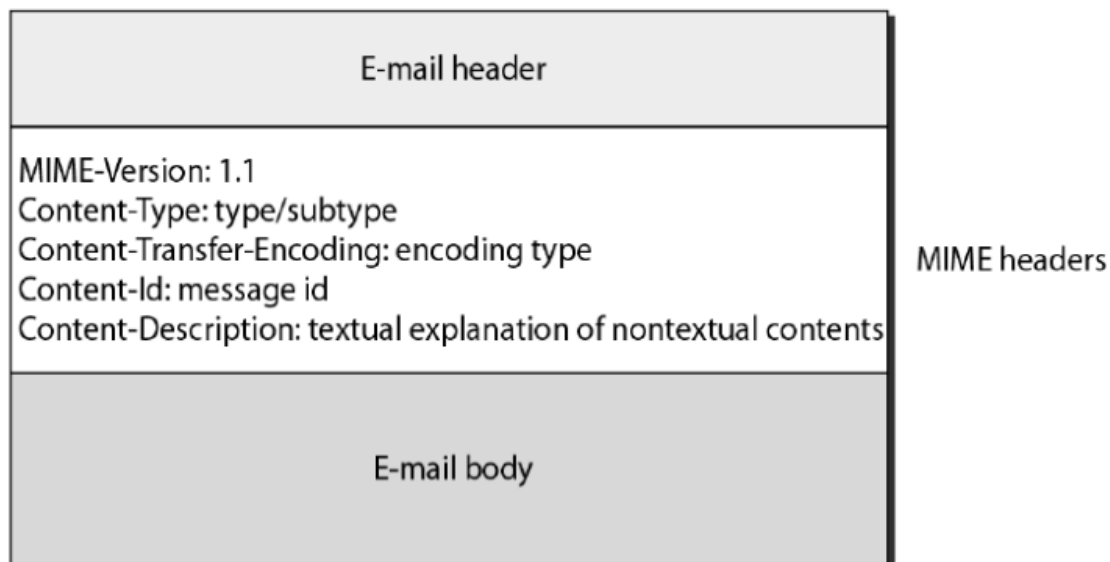 E-mail header
MIME-Version: 1.1
Content-Type: type/subtype
Content-Transfer-Encoding: encoding type
Content-Id: message id
Content-Description: textual explanation of nontextual contents
MIME headers
E-mail body